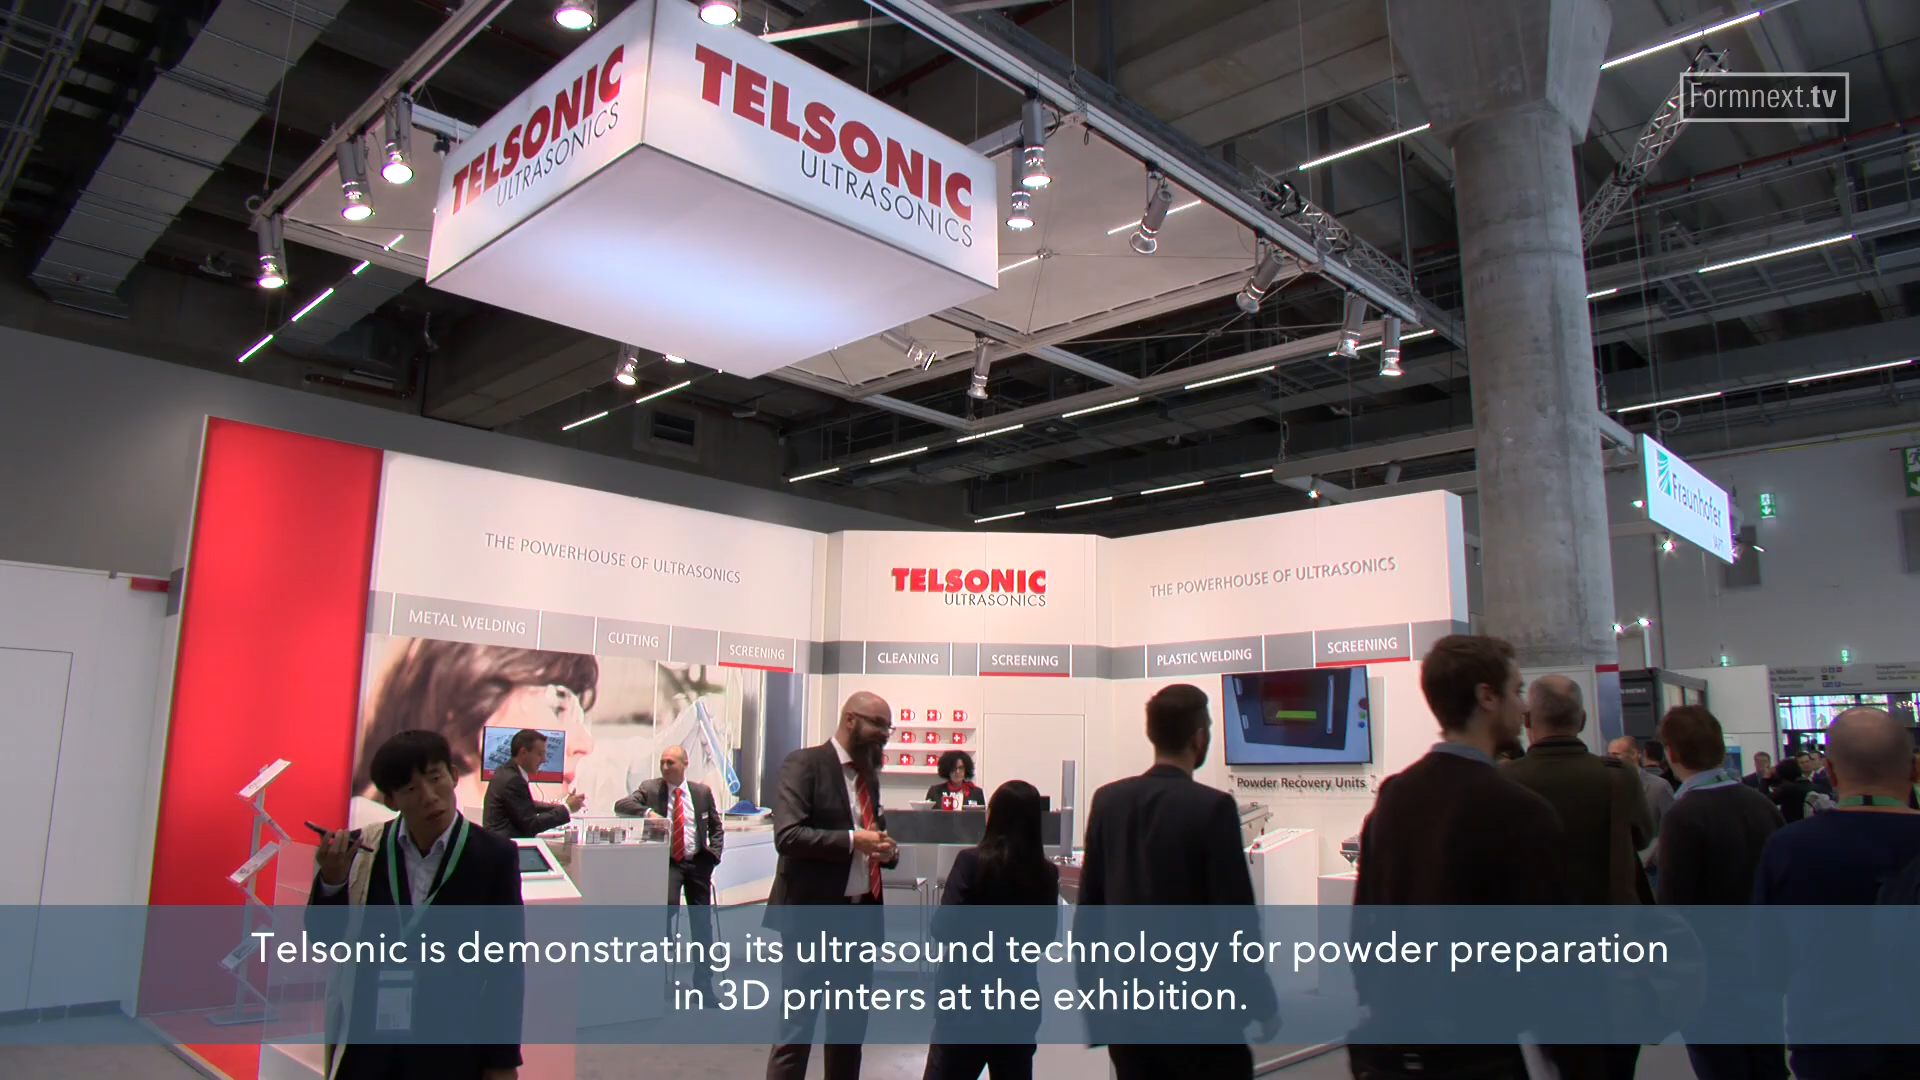 TELSONIC
ULTRASONICS
TELSONIC
ULTRASONICS
Formnext.tv
Fraunhofer
THE POWERHOUSE OF ULTRASONICS
TELSONIC
ULTRASONICS
THE POWERHOUSE OF ULTRASONICS
METAL WELDING
CUTTING
SCREENING
CLEANING
SCREENING
PLASTIC WELDING
SCREENING
Powder Recovery Units
Telsonic is demonstrating its ultrasound technology for powder preparation
in 3D printers at the exhibition.